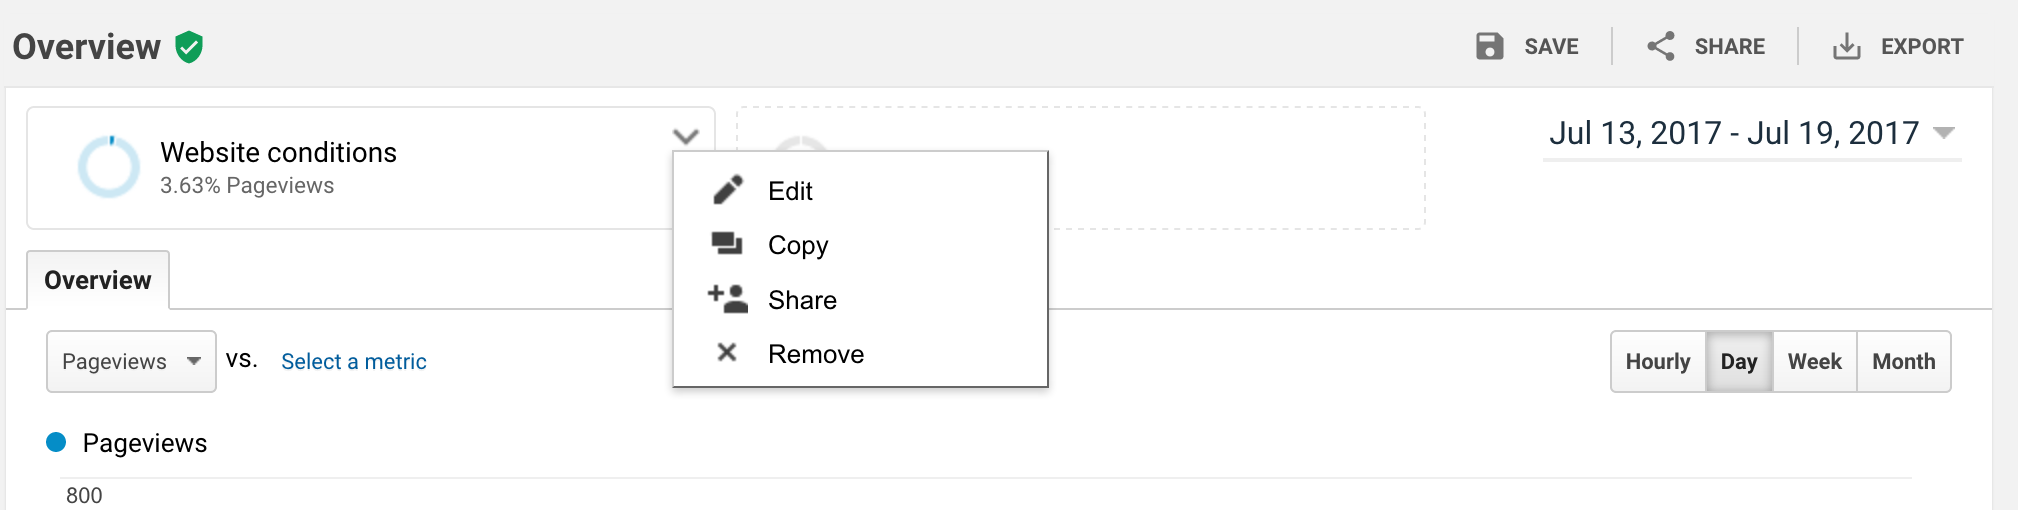 Overview
SAVE
SHARE
EXPORT
Website conditions
3.63% Pageviews
Jul 13, 2017 - Jul 19, 2017
Edit
Copy
Share
Remove
Overview
Pageviews
vs.
Select a metric
Hourly
Day
Week
Month
Pageviews
800